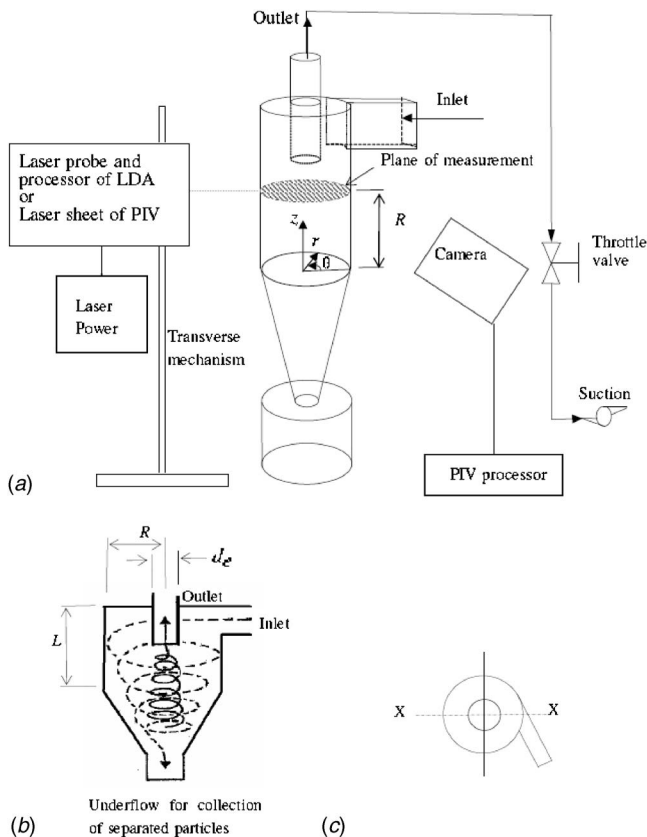 Outlet
Inlet
Plane of measurement
Laser probe and
processor of LDA
or
Laser sheet of PIV
R
z
r
θ
Camera
Throttle
valve
Laser
Power
Transverse
mechanism
Suction
PIV processor
(a)
R
d_e
Outlet
Inlet
L
X
X
(b)
Underflow for collection
of separated particles
(c)